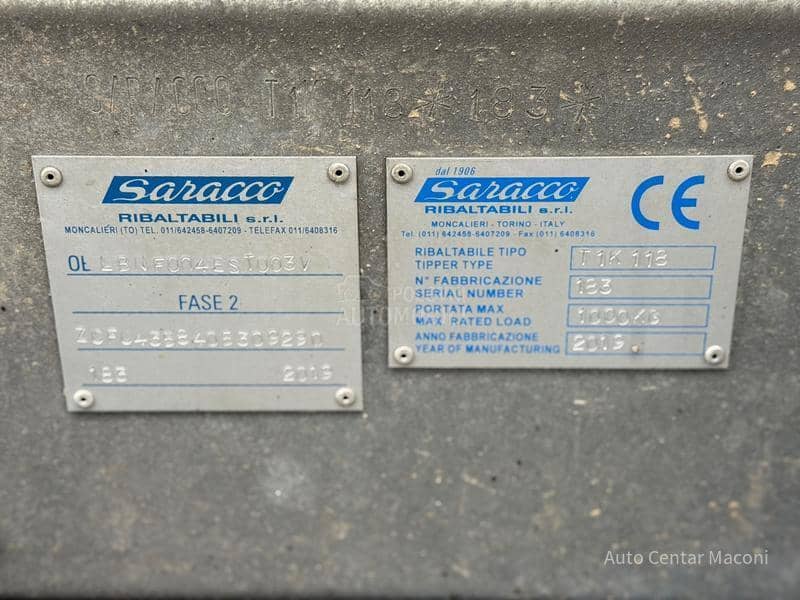 SARACCO T1K 118 * 183 *
Saracco
RIBALTABILI s.r.l.
MONCALIERI (TO) TEL. 011/642458-6407209 - TELEFAX 011/6408316
FASE 2
183 2019
dal 1906
Saracco
RIBALTABILI s.r.l.
MONCALIERI - TORINO - ITALY
Tel. (011) 642458-6407209 - Fax (011) 6408316
CE
RIBALTABILE TIPO
TIPPER TYPE
T1K 118
N° FABBRICAZIONE
SERIAL NUMBER
183
PORTATA MAX
MAX. RATED LOAD
1000KG
ANNO FABBRICAZIONE
YEAR OF MANUFACTURING
2019
Auto Centar Maconi